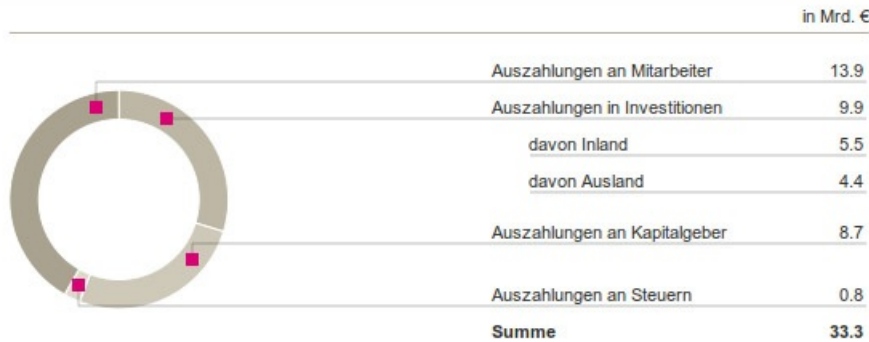 in Mrd. €
Auszahlungen an Mitarbeiter 13.9
Auszahlungen in Investitionen 9.9
davon Inland 5.5
davon Ausland 4.4
Auszahlungen an Kapitalgeber 8.7
Auszahlungen an Steuern 0.8
Summe 33.3